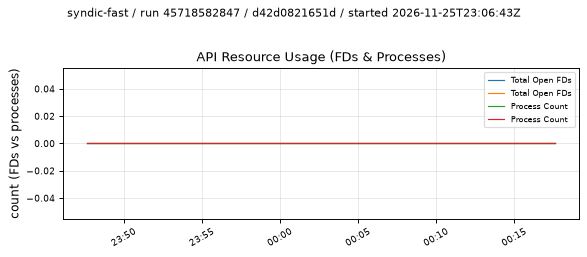 syndic-fast / run 45718582847 / d42d0821651d / started 2026-11-25T23:06:43Z
API Resource Usage (FDs & Processes)
count (FDs vs processes)
0.04
0.02
0.00
−0.02
−0.04
Total Open FDs
Total Open FDs
Process Count
Process Count
23:50
23:55
00:00
00:05
00:10
00:15